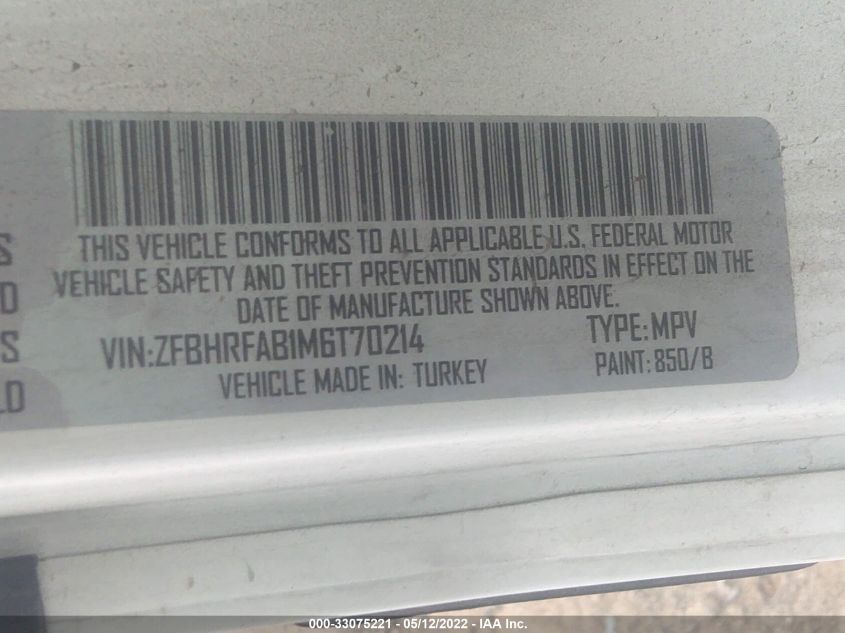 THIS VEHICLE CONFORMS TO ALL APPLICABLE U.S. FEDERAL MOTOR
VEHICLE SAFETY AND THEFT PREVENTION STANDARDS IN EFFECT ON THE
DATE OF MANUFACTURE SHOWN ABOVE.
VIN:ZFBHRFAB1M6T70214 TYPE:MPV
VEHICLE MADE IN: TURKEY PAINT: 850/B
S
D
S
LD
000-33075221 - 05/12/2022 - IAA Inc.